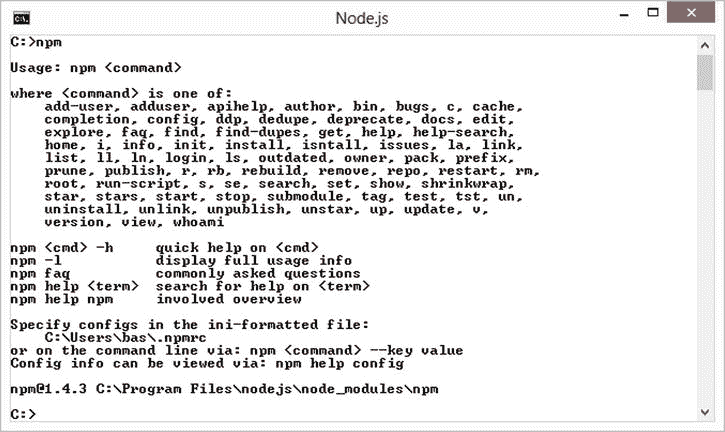 Node.js
C:\.
C:>npm
Usage: npm <command>
where <command> is one of:
add-user, adduser, apihelp, author, bin, bugs, c, cache,
completion, config, ddp, dedupe, deprecate, docs, edit,
explore, faq, find, find-dupes, get, help, help-search,
home, i, info, init, install, isntall, issues, la, link,
list, ll, ln, login, ls, outdated, owner, pack, prefix,
prune, publish, r, rb, rebuild, remove, repo, restart, rm,
root, run-script, s, se, search, set, show, shrinkwrap,
star, stars, start, stop, submodule, tag, test, tst, un,
uninstall, unlink, unpublish, unstar, up, update, v,
version, view, whoami
npm <cmd> -h     quick help on <cmd>
npm -l           display full usage info
npm faq          commonly asked questions
npm help <term>  search for help on <term>
npm help npm     involved overview
Specify configs in the ini-formatted file:
C:\Users\bas\.npmrc
or on the command line via: npm <command> --key value
Config info can be viewed via: npm help config
npm@1.4.3 C:\Program Files\nodejs\node_modules\npm
C:>